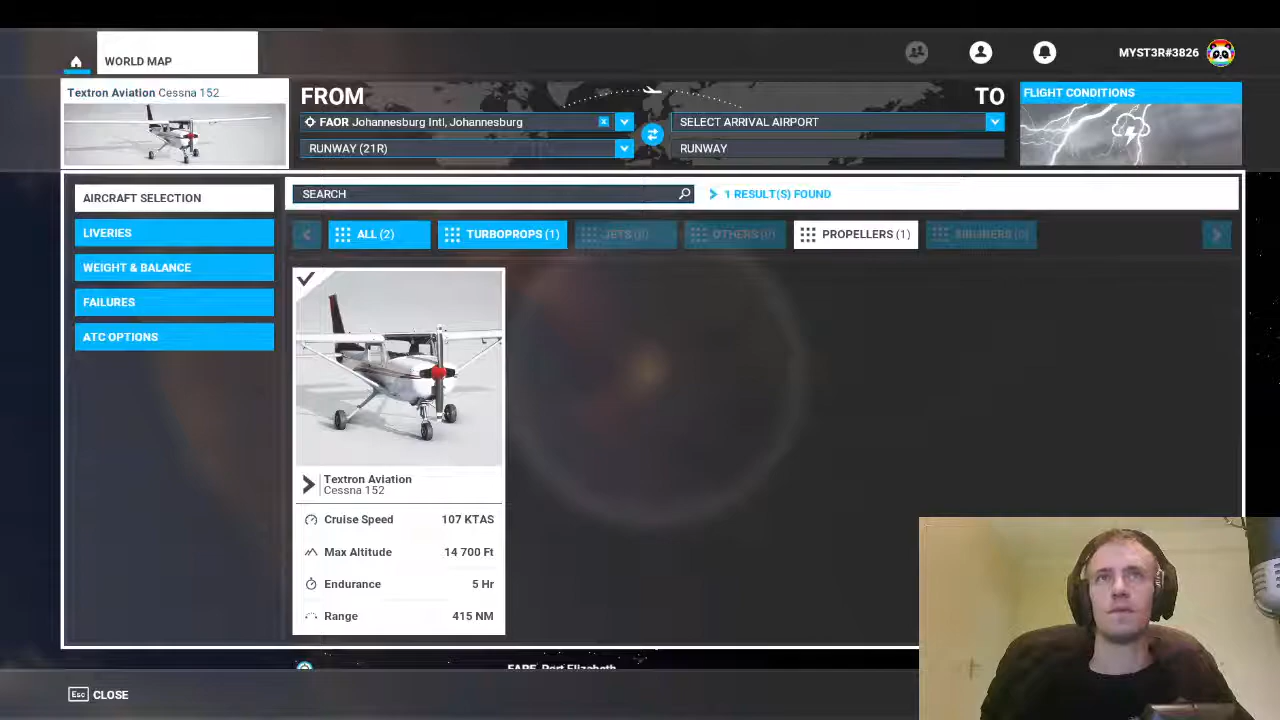 WORLD MAP
MYST3R#3826
Textron Aviation Cessna 152
FROM
TO
FLIGHT CONDITIONS
FAOR Johannesburg Intl, Johannesburg
SELECT ARRIVAL AIRPORT
RUNWAY (21R)
RUNWAY
AIRCRAFT SELECTION
LIVERIES
WEIGHT & BALANCE
FAILURES
ATC OPTIONS
SEARCH
1 RESULT(S) FOUND
ALL (2)
TURBOPROPS (1)
JETS (0)
OTHERS (0)
PROPELLERS (1)
Textron Aviation
Cessna 152
Cruise Speed 107 KTAS
Max Altitude 14 700 Ft
Endurance 5 Hr
Range 415 NM
Port Elizabeth
Esc CLOSE